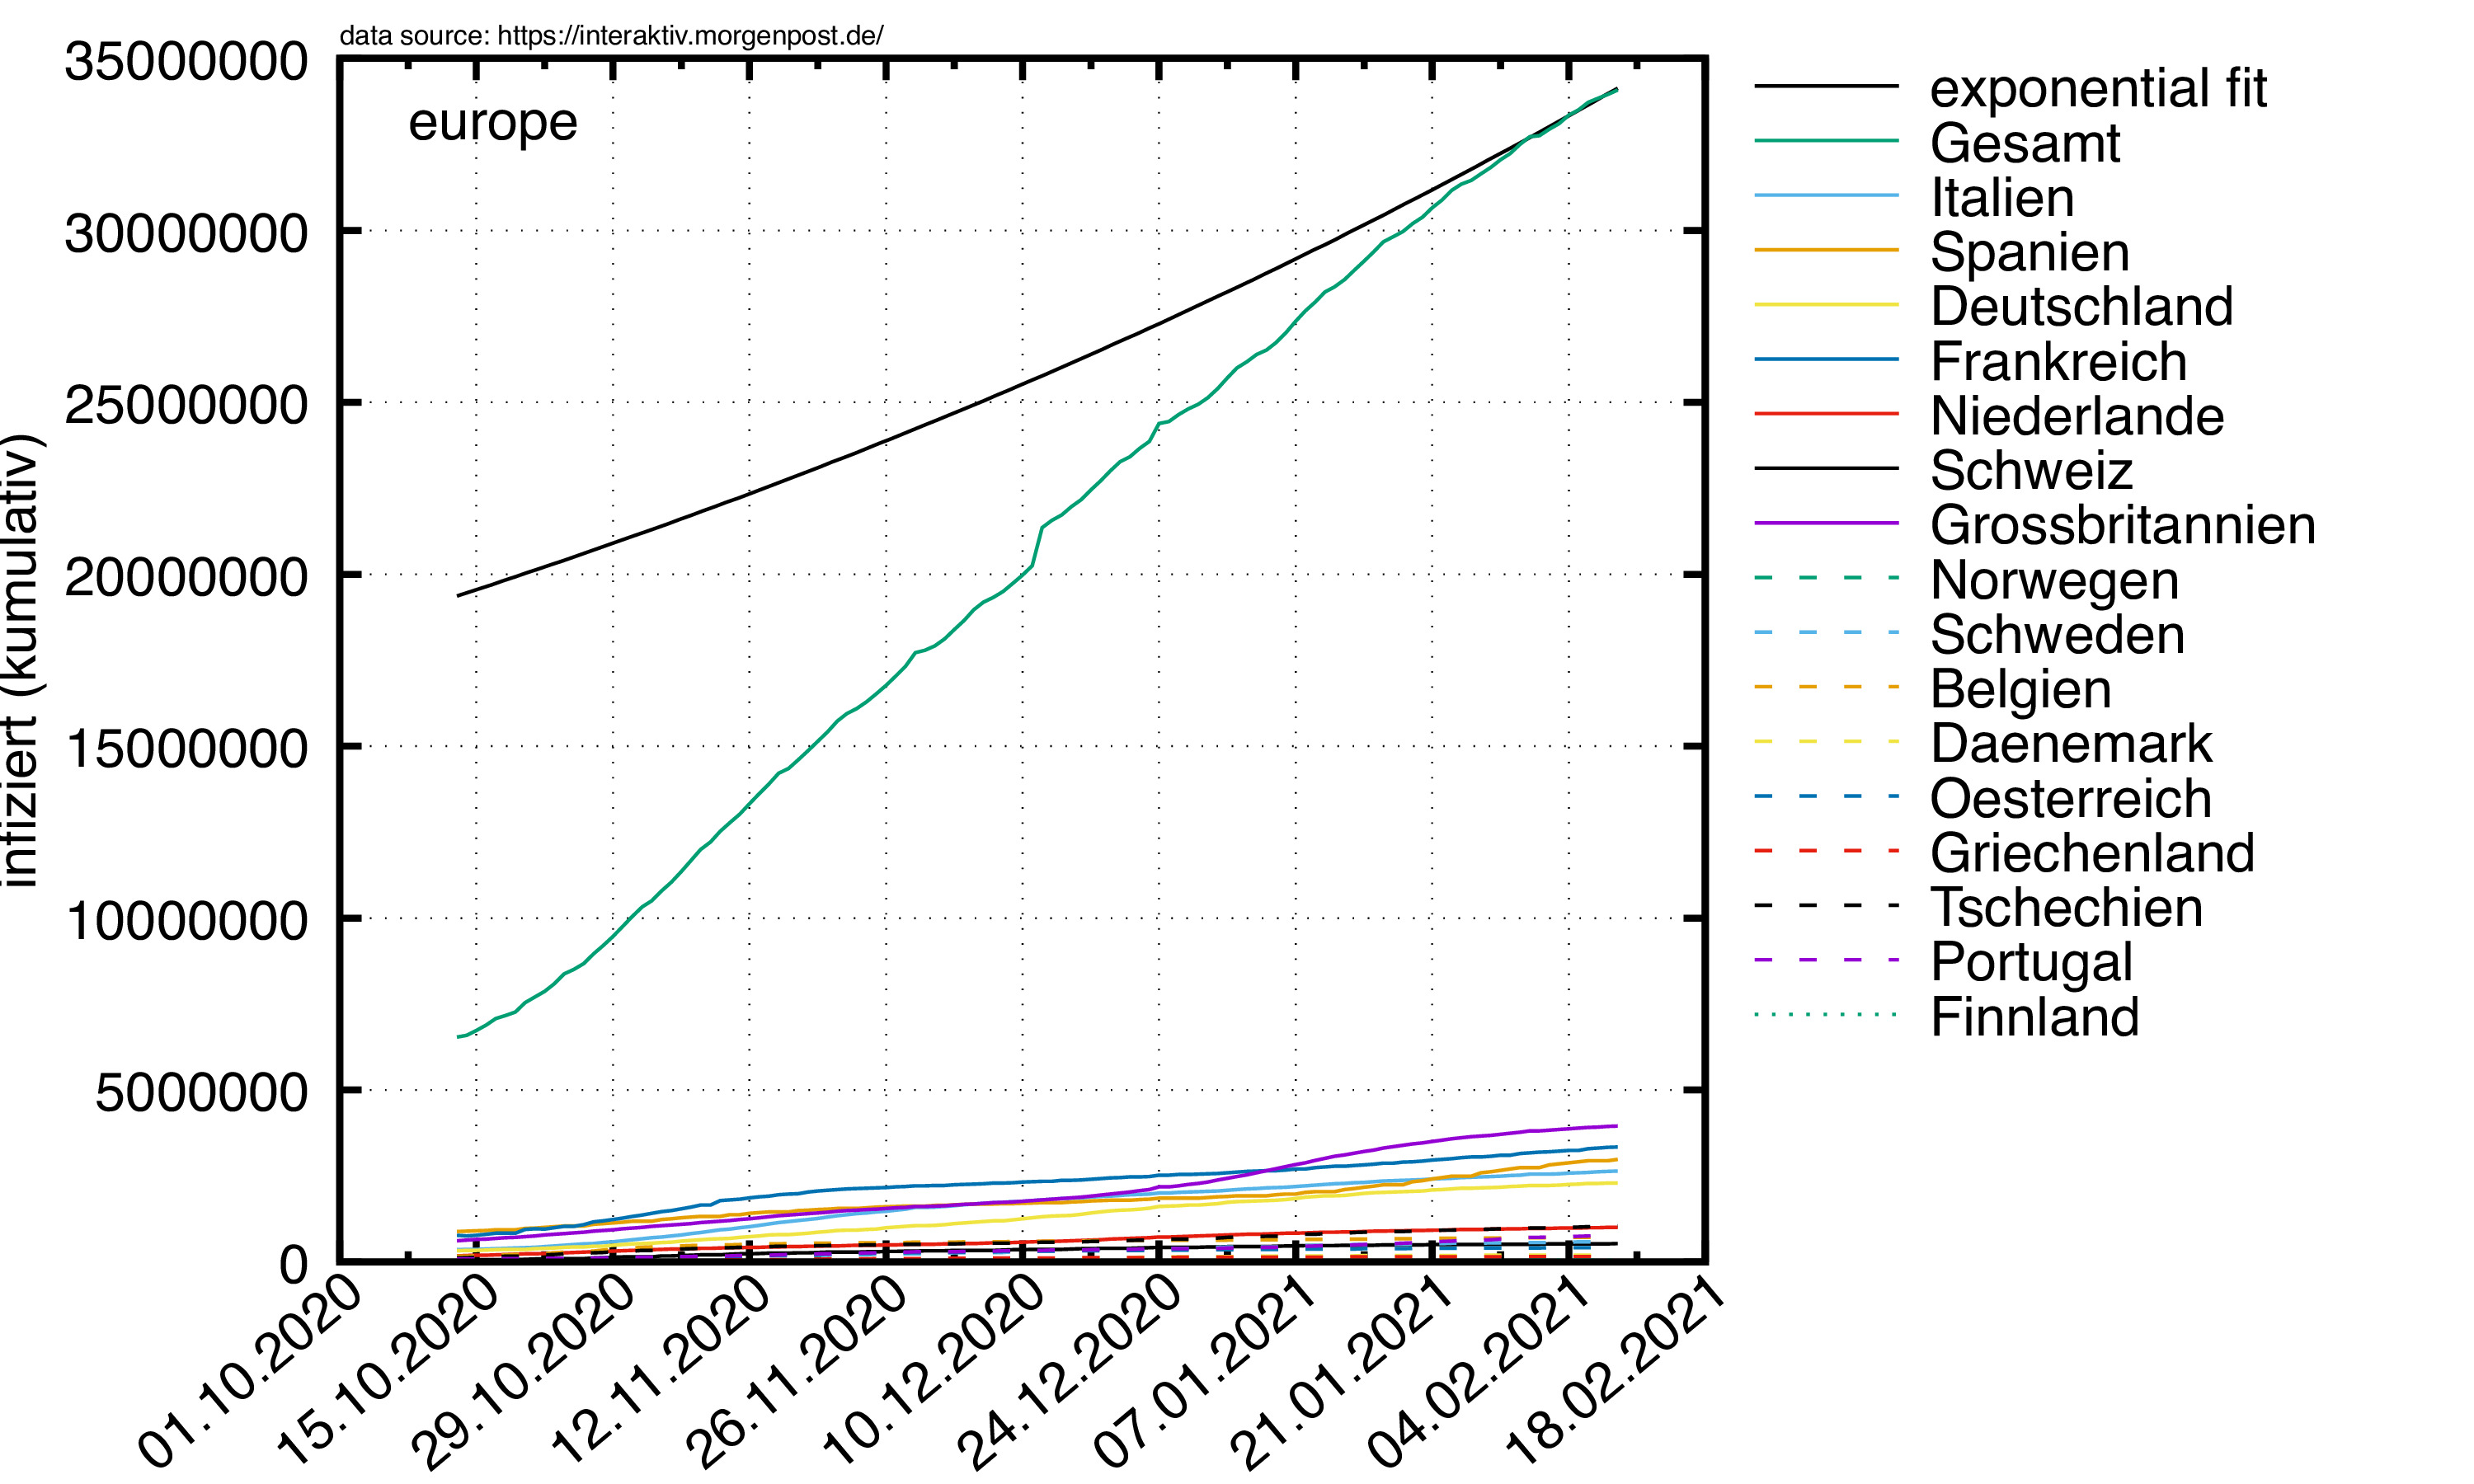 data source: https://interaktiv.morgenpost.de/
35000000
30000000
25000000
20000000
15000000
10000000
5000000
0
infiziert (kumulativ)
europe
01.10.2020
15.10.2020
29.10.2020
12.11.2020
26.11.2020
10.12.2020
24.12.2020
07.01.2021
21.01.2021
04.02.2021
18.02.2021
exponential fit
Gesamt
Italien
Spanien
Deutschland
Frankreich
Niederlande
Schweiz
Grossbritannien
Norwegen
Schweden
Belgien
Daenemark
Oesterreich
Griechenland
Tschechien
Portugal
Finnland